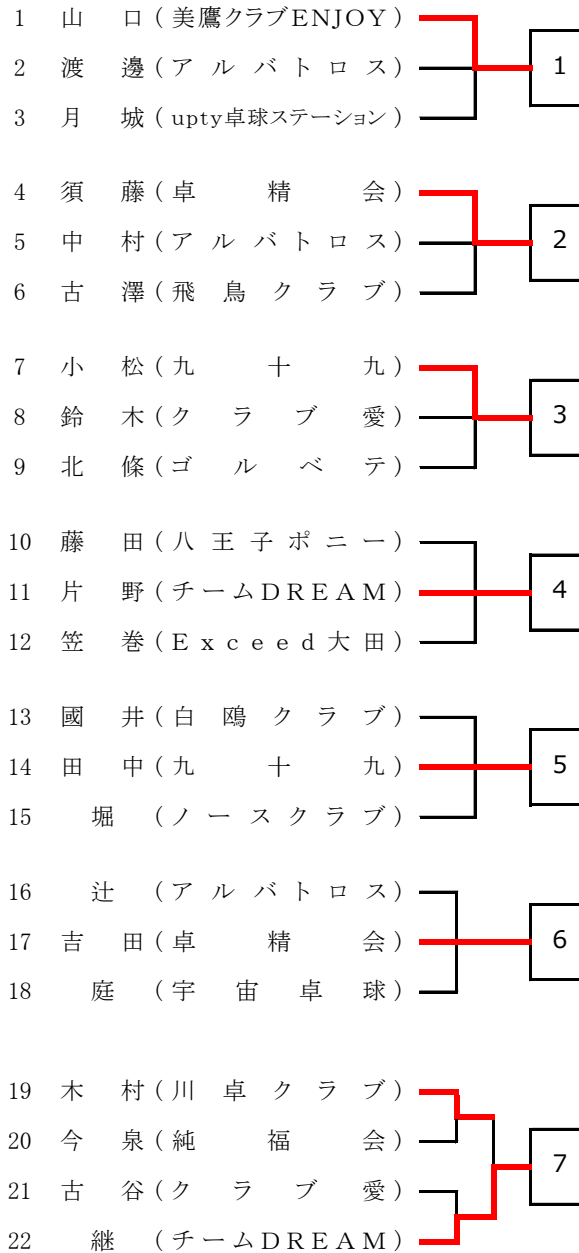 1 山口(美鷹クラブENJOY)
1
2 渡邊(アルバトロス)
3 月城(upty卓球ステーション)
4 須藤(卓精会)
2
5 中村(アルバトロス)
6 古澤(飛鳥クラブ)
7 小松(九十九)
3
8 鈴木(クラブ愛)
9 北條(ゴルベテ)
10 藤田(八王子ポニー)
4
11 片野(チームDREAM)
12 笠巻(Exceed大田)
13 國井(白鴎クラブ)
5
14 田中(九十九)
15 堀(ノースクラブ)
16 辻(アルバトロス)
6
17 吉田(卓精会)
18 庭(宇宙卓球)
19 木村(川卓クラブ)
20 今泉(純福会)
7
21 古谷(クラブ愛)
22 継(チームDREAM)